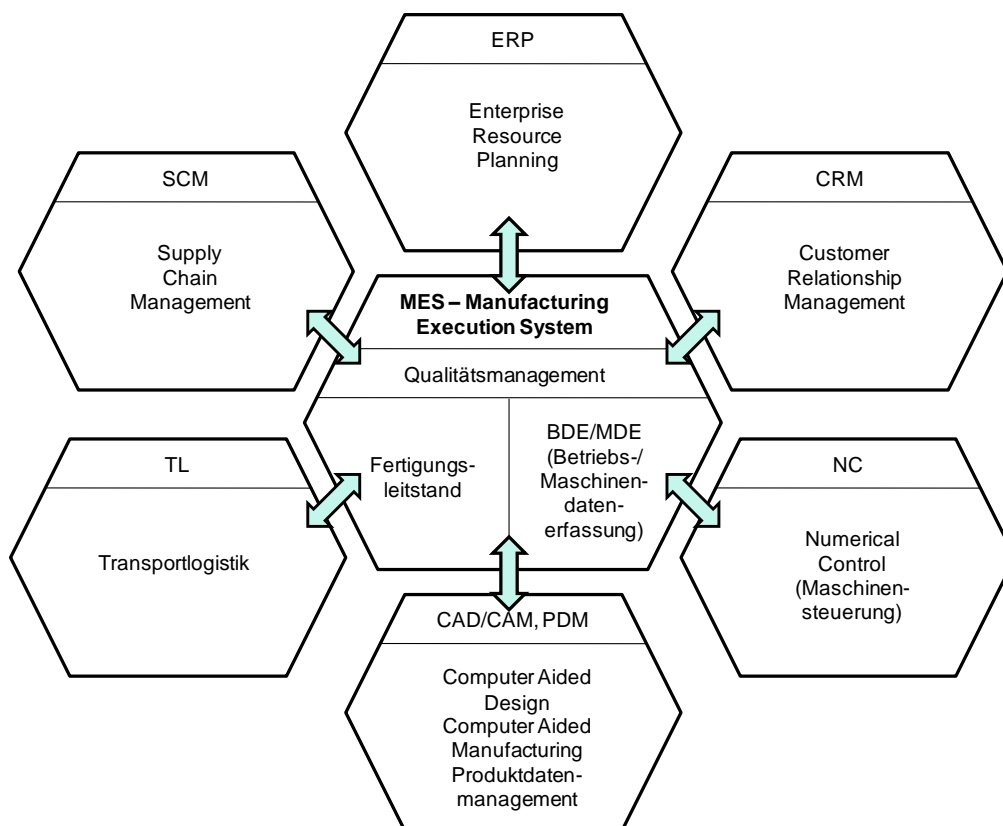 ERP
Enterprise
Resource
Planning
SCM
Supply
Chain
Management
CRM
Customer
Relationship
Management
MES – Manufacturing
Execution System
Qualitätsmanagement
Fertigungs-
leitstand
BDE/MDE
(Betriebs-/
Maschinen-
daten-
erfassung)
TL
Transportlogistik
NC
Numerical
Control
(Maschinen-
steuerung)
CAD/CAM, PDM
Computer Aided
Design
Computer Aided
Manufacturing
Produktdaten-
management